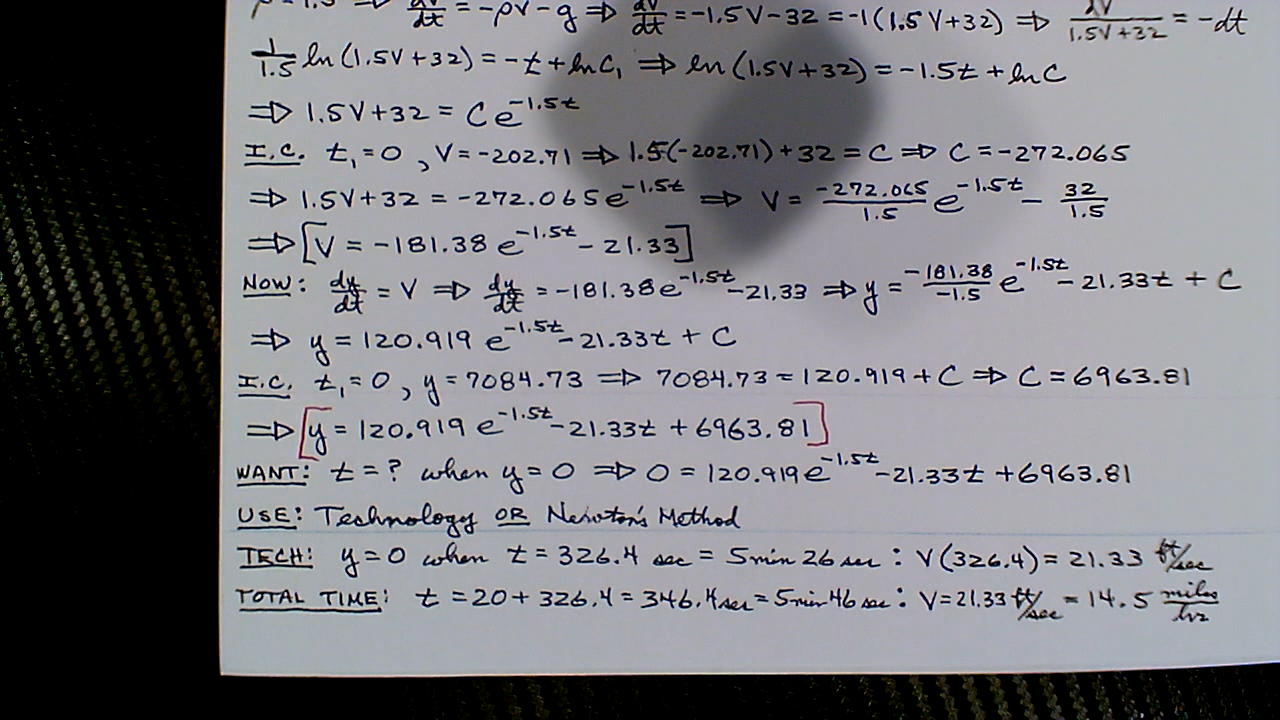 ρ = 1.5 ⇒ dv/dt = -ρv - g ⇒ dv/dt = -1.5V - 32 = -1(1.5V + 32) ⇒ dv/(1.5V + 32) = -dt
1/1.5 ln(1.5V + 32) = -t + ln C₁ ⇒ ln(1.5V + 32) = -1.5t + ln C
⇒ 1.5V + 32 = C e^(-1.5t)
I.C. t₁ = 0, V = -202.71 ⇒ 1.5(-202.71) + 32 = C ⇒ C = -272.065
⇒ 1.5V + 32 = -272.065 e^(-1.5t) ⇒ V = -272.065/1.5 e^(-1.5t) - 32/1.5
⇒ [V = -181.38 e^(-1.5t) - 21.33]
NOW: dy/dt = V ⇒ dy/dt = -181.38 e^(-1.5t) - 21.33 ⇒ y = -181.38/-1.5 e^(-1.5t) - 21.33t + C
⇒ y = 120.919 e^(-1.5t) - 21.33t + C
I.C. t₁ = 0, y = 7084.73 ⇒ 7084.73 = 120.919 + C ⇒ C = 6963.81
⇒ [y = 120.919 e^(-1.5t) - 21.33t + 6963.81]
WANT: t = ? when y = 0 ⇒ 0 = 120.919 e^(-1.5t) - 21.33t + 6963.81
USE: Technology OR Newton's Method
TECH: y = 0 when t = 326.4 sec = 5 min 26 sec : V(326.4) = 21.33 ft/sec
TOTAL TIME: t = 20 + 326.4 = 346.4 sec = 5 min 46 sec : V = 21.33 ft/sec = 14.5 miles/hr